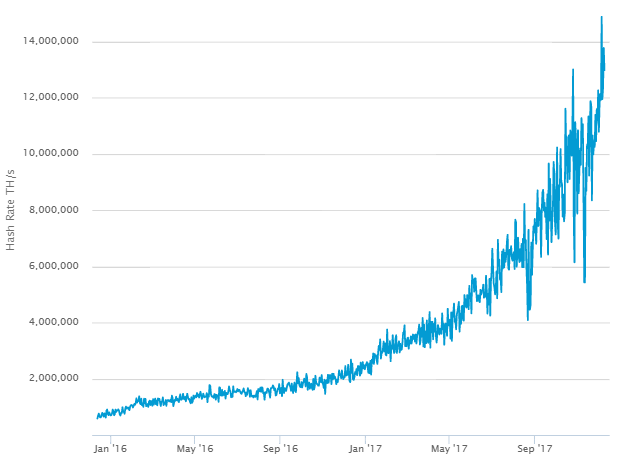 14,000,000
12,000,000
10,000,000
8,000,000
6,000,000
4,000,000
2,000,000
Hash Rate TH/s
Jan '16
May '16
Sep '16
Jan '17
May '17
Sep '17